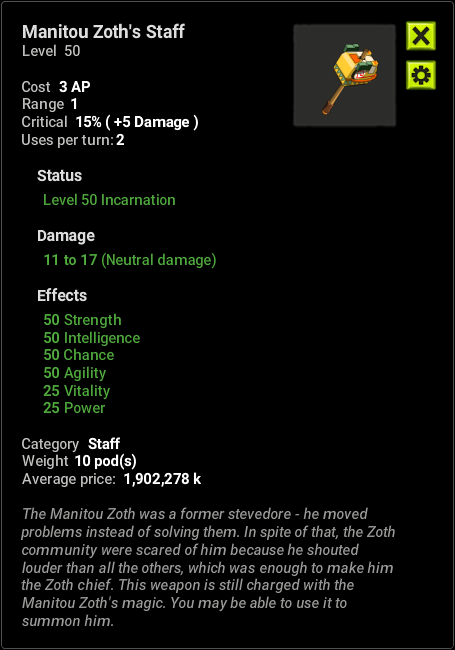 Manitou Zoth's Staff
Level 50
Cost 3 AP
Range 1
Critical 15% ( +5 Damage )
Uses per turn: 2
Status
Level 50 Incarnation
Damage
11 to 17 (Neutral damage)
Effects
50 Strength
50 Intelligence
50 Chance
50 Agility
25 Vitality
25 Power
Category Staff
Weight 10 pod(s)
Average price: 1,902,278 k
The Manitou Zoth was a former stevedore - he moved
problems instead of solving them. In spite of that, the Zoth
community were scared of him because he shouted
louder than all the others, which was enough to make him
the Zoth chief. This weapon is still charged with the
Manitou Zoth's magic. You may be able to use it to
summon him.